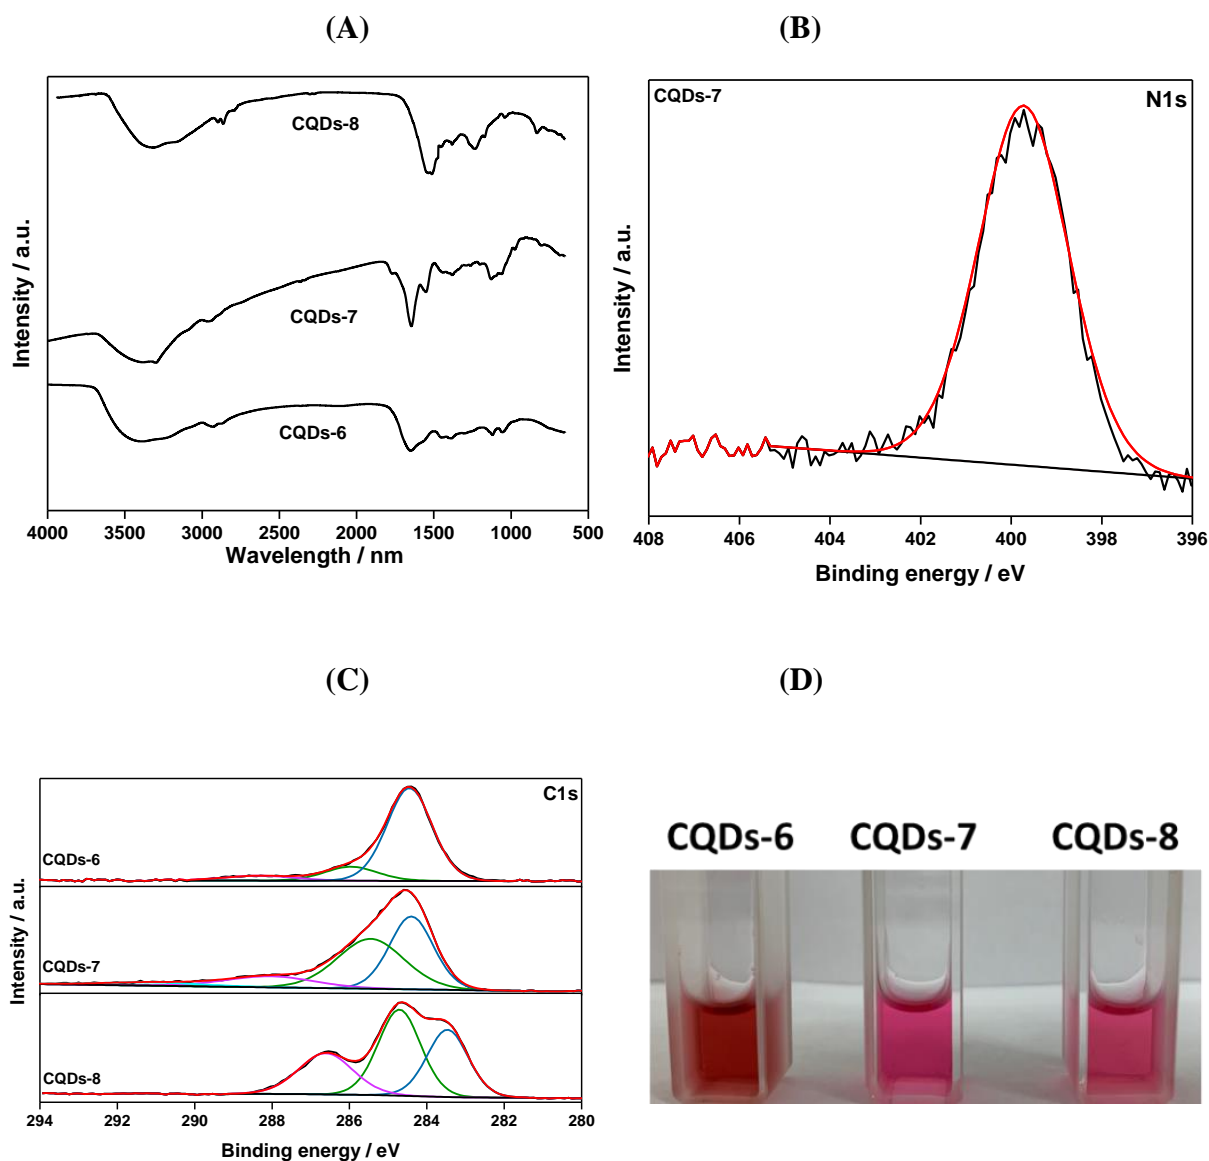 (A)
(B)
CQDs-8
CQDs-7
CQDs-6
Intensity / a.u.
4000 3500 3000 2500 2000 1500 1000 500
Wavelength / nm
CQDs-7
N1s
Intensity / a.u.
408 406 404 402 400 398 396
Binding energy / eV
(C)
(D)
C1s
CQDs-6
CQDs-7
CQDs-8
Intensity / a.u.
294 292 290 288 286 284 282 280
Binding energy / eV
CQDs-6 CQDs-7 CQDs-8